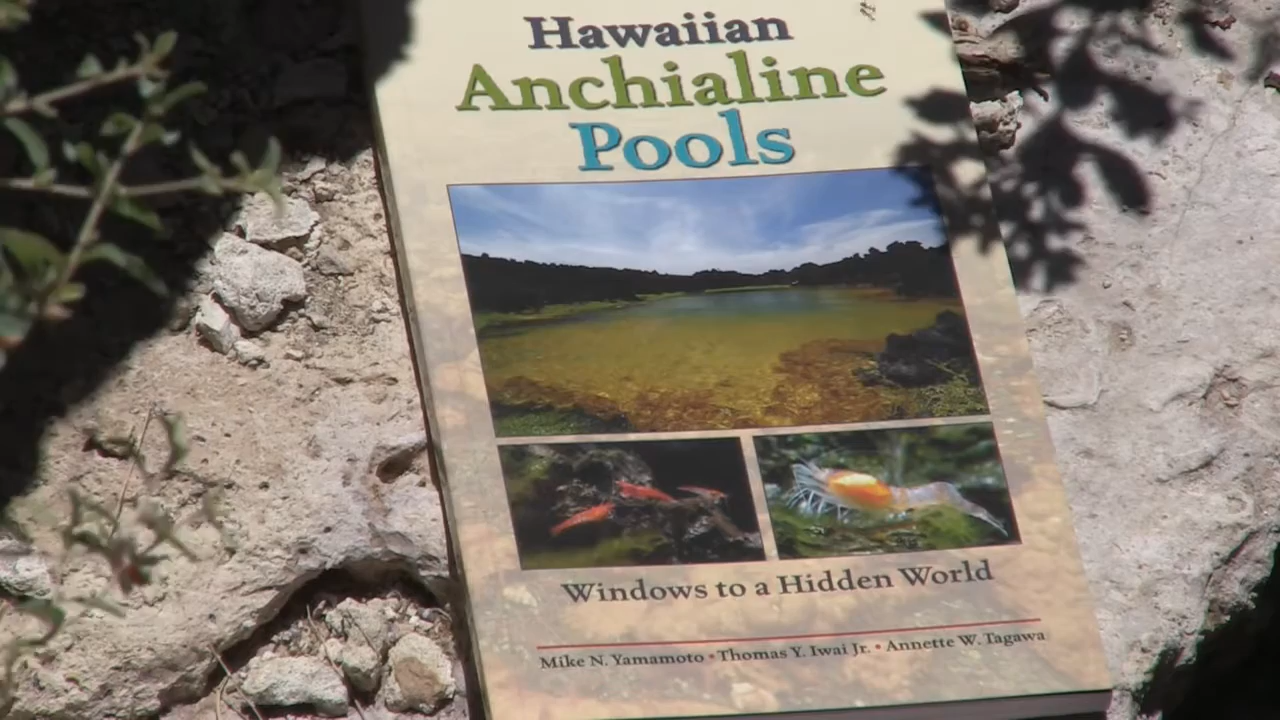 Hawaiian
Anchialine
Pools
Windows to a Hidden World
Mike N. Yamamoto • Thomas Y. Iwai Jr. • Annette W. Tagawa